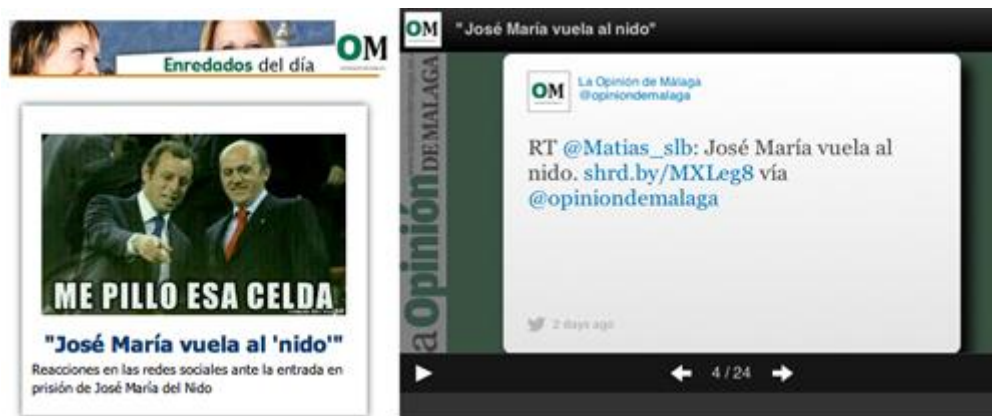 Enredados del día
OM
ME PILLO ESA CELDA
"José María vuela al 'nido'"
Reacciones en las redes sociales ante la entrada en
prisión de José María del Nido
OM
"José María vuela al nido"
la Opinión DE MALAGA
OM
La Opinión de Málaga
@opiniondemalaga
RT @Matias_slb: José María vuela al
nido. shrd.by/MXLeg8 vía
@opiniondemalaga
2 days ago
4 / 24